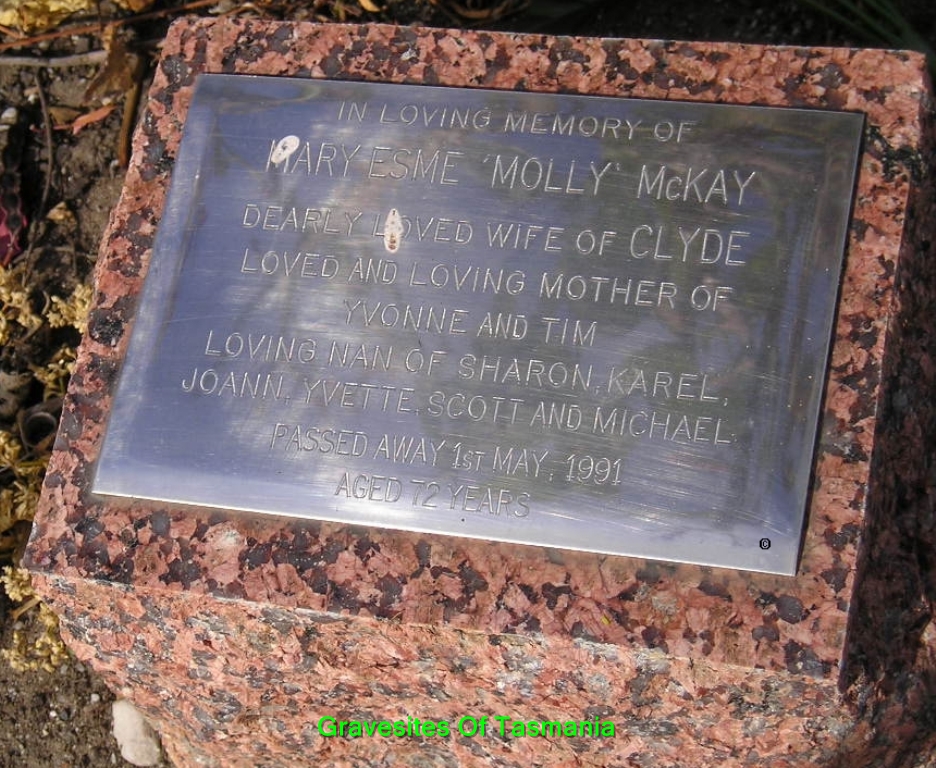 IN LOVING MEMORY OF
MARY ESME 'MOLLY' McKAY
DEARLY LOVED WIFE OF CLYDE
LOVED AND LOVING MOTHER OF
YVONNE AND TIM
LOVING NAN OF SHARON, KAREL,
JOANN, YVETTE, SCOTT AND MICHAEL
PASSED AWAY 1ST MAY, 1991
AGED 72 YEARS
©
Gravesites Of Tasmania